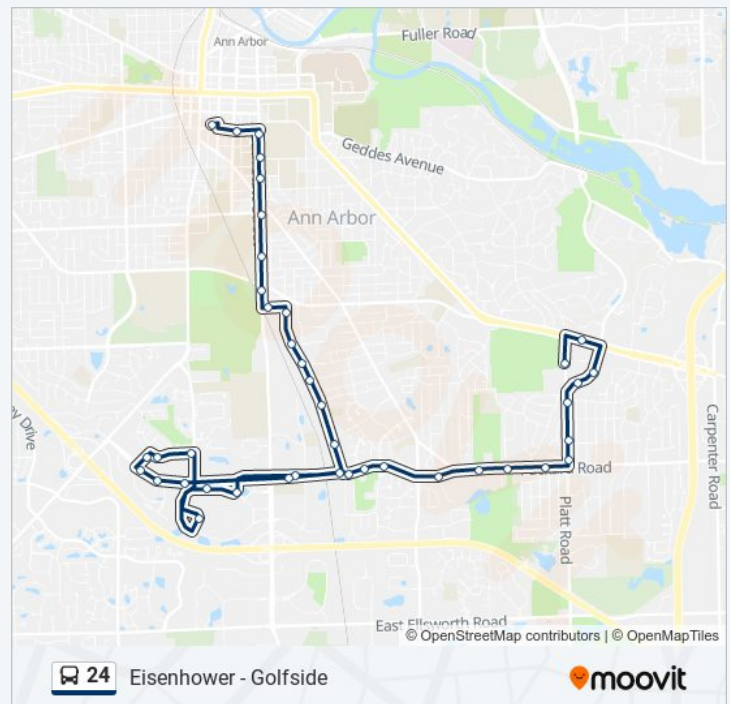 Ann Arbor
Fuller Road
Geddes Avenue
Ann Arbor
Carpenter Road
Road
Platt Road
East Ellsworth Road
© OpenStreetMap contributors | © OpenMapTiles
24
Eisenhower - Golfside
moovit